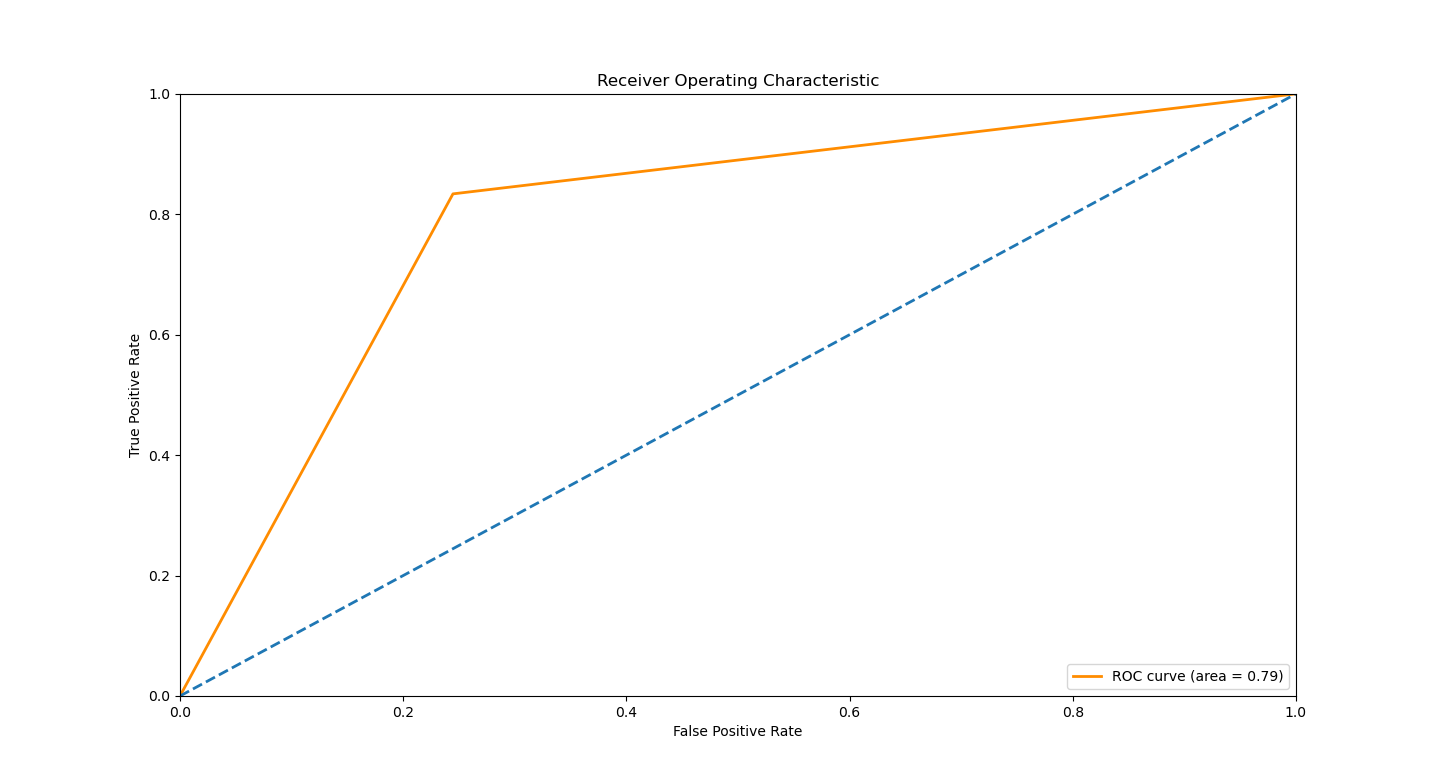 Receiver Operating Characteristic
1.0
0.8
0.6
0.4
0.2
0.0
True Positive Rate
0.0 0.2 0.4 0.6 0.8 1.0
False Positive Rate
ROC curve (area = 0.79)